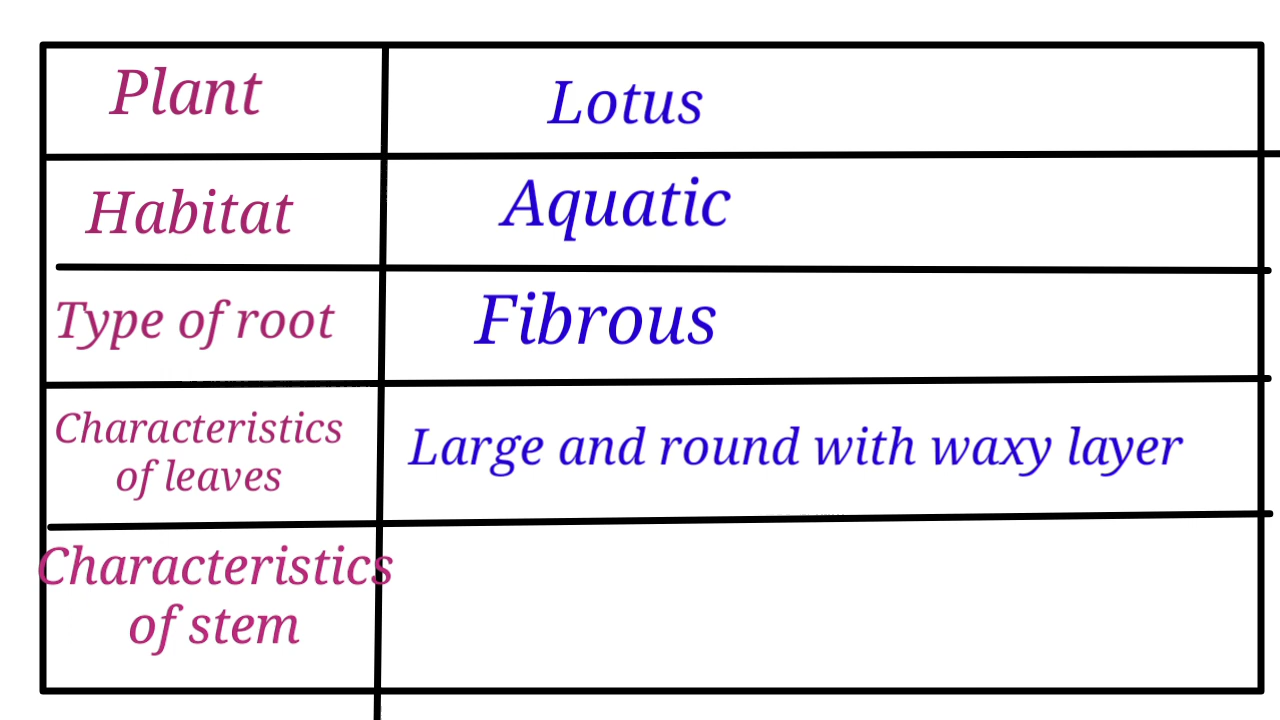 Plant
Lotus
Habitat
Aquatic
Type of root
Fibrous
Characteristics
of leaves
Large and round with waxy layer
Characteristics
of stem